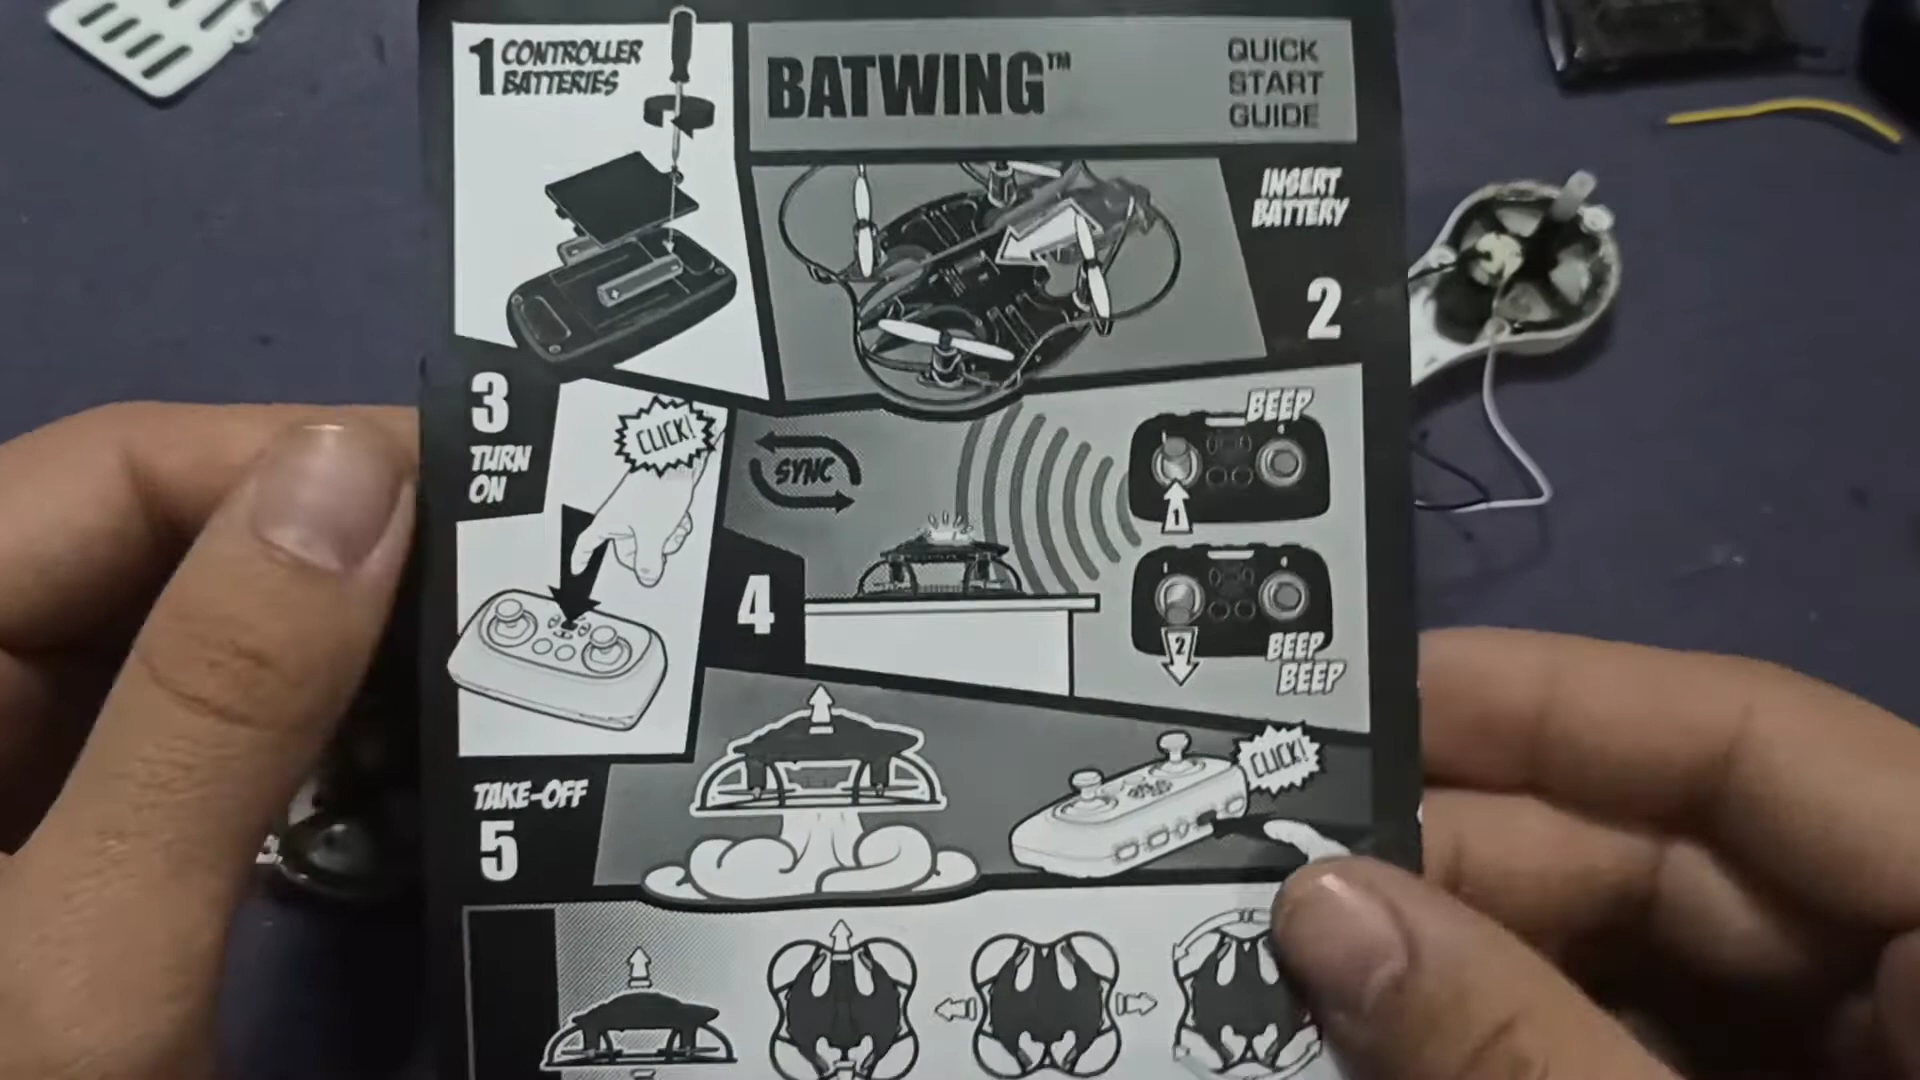 1 CONTROLLER
BATTERIES
BATWING™
QUICK
START
GUIDE
INSERT
BATTERY
2
3
TURN
ON
CLICK!
SYNC
4
BEEP
1
2
BEEP
BEEP
TAKE-OFF
5
CLICK!